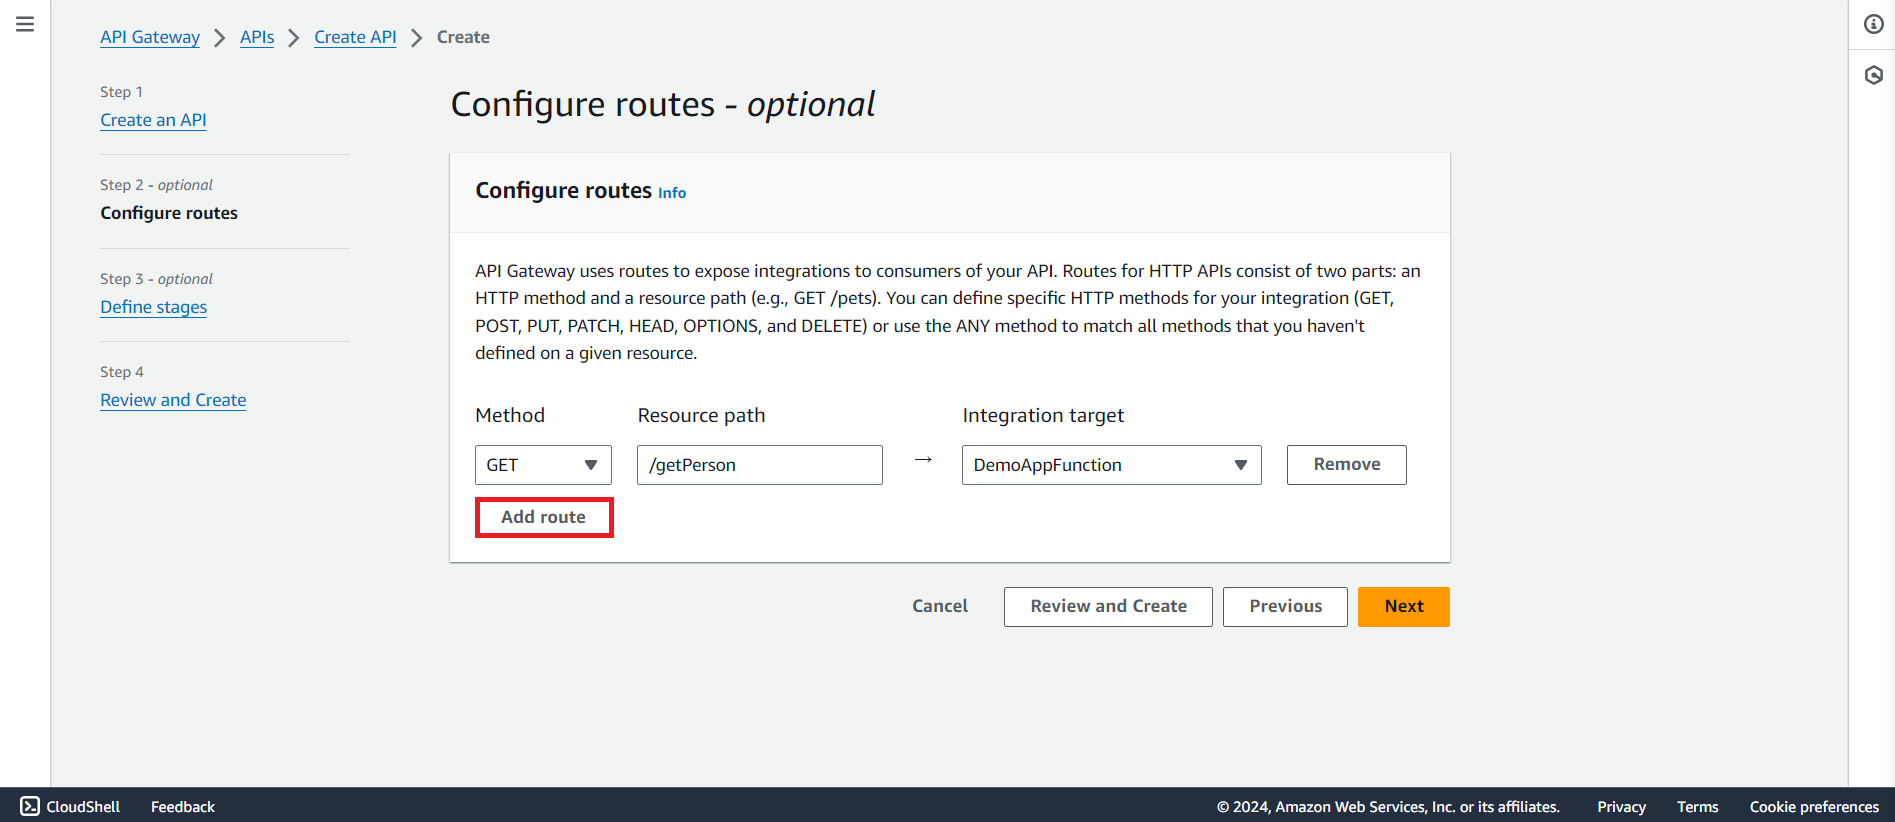 API Gateway > APIs > Create API > Create
Step 1
Create an API
Step 2 - optional
Configure routes
Step 3 - optional
Define stages
Step 4
Review and Create
Configure routes - optional
Configure routes Info
API Gateway uses routes to expose integrations to consumers of your API. Routes for HTTP APIs consist of two parts: an
HTTP method and a resource path (e.g., GET /pets). You can define specific HTTP methods for your integration (GET,
POST, PUT, PATCH, HEAD, OPTIONS, and DELETE) or use the ANY method to match all methods that you haven't
defined on a given resource.
Method Resource path Integration target
GET /getPerson → DemoAppFunction Remove
Add route
Cancel Review and Create Previous Next
CloudShell Feedback © 2024, Amazon Web Services, Inc. or its affiliates. Privacy Terms Cookie preferences